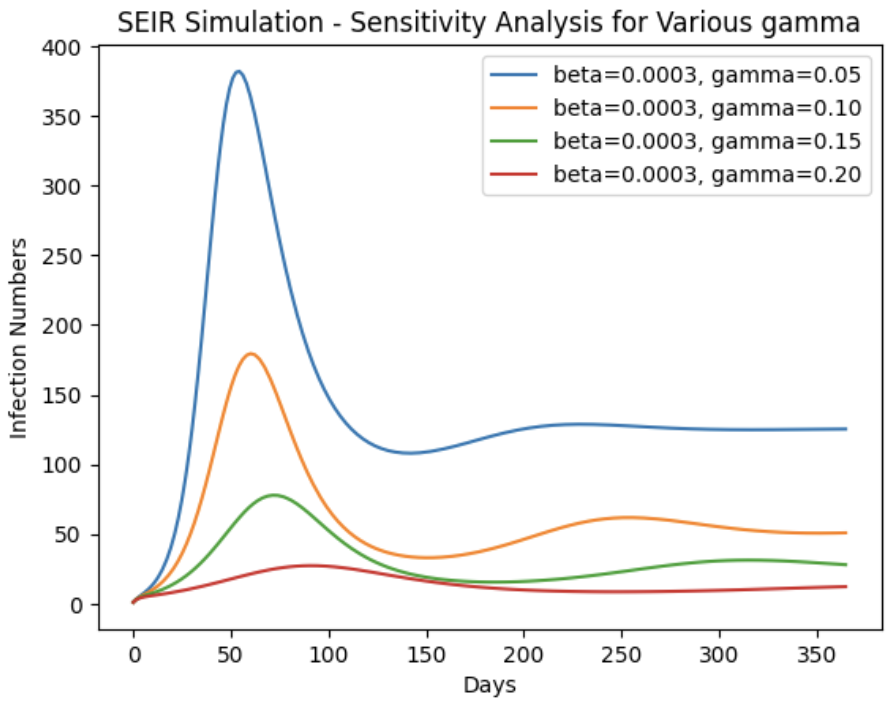 SEIR Simulation - Sensitivity Analysis for Various gamma
400
350
300
250
200
150
100
50
0
Infection Numbers
beta=0.0003, gamma=0.05
beta=0.0003, gamma=0.10
beta=0.0003, gamma=0.15
beta=0.0003, gamma=0.20
0 50 100 150 200 250 300 350
Days